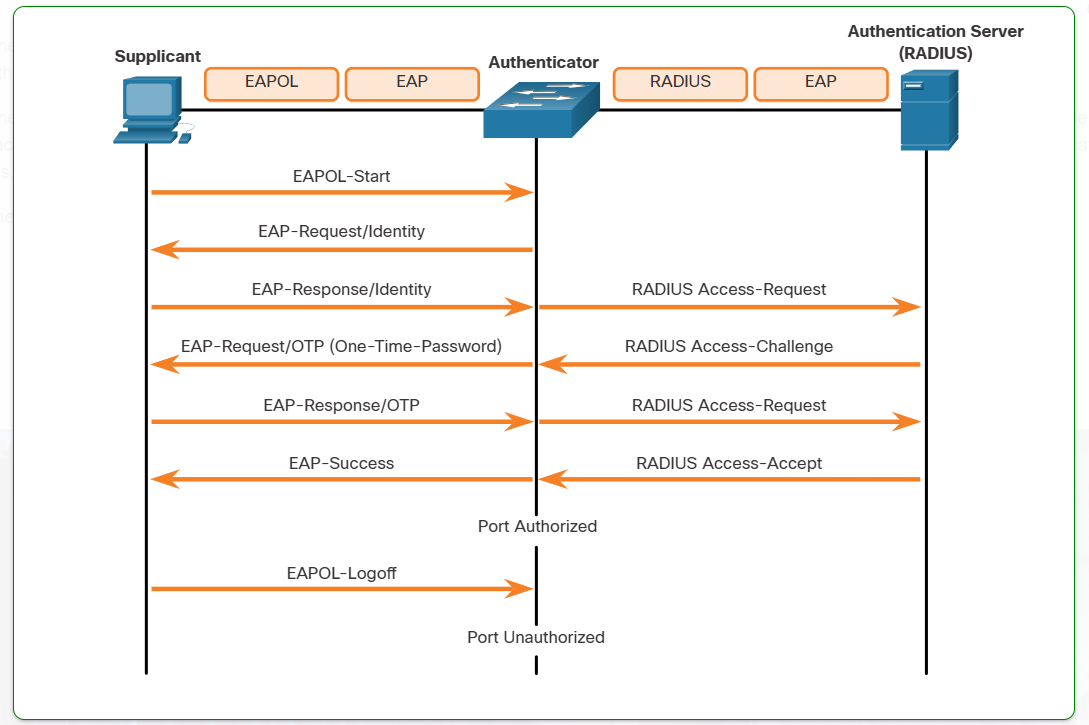 Authentication Server
(RADIUS)
Supplicant
Authenticator
EAPOL
EAP
RADIUS
EAP
EAPOL-Start
EAP-Request/Identity
EAP-Response/Identity
RADIUS Access-Request
EAP-Request/OTP (One-Time-Password)
RADIUS Access-Challenge
EAP-Response/OTP
RADIUS Access-Request
EAP-Success
RADIUS Access-Accept
Port Authorized
EAPOL-Logoff
Port Unauthorized